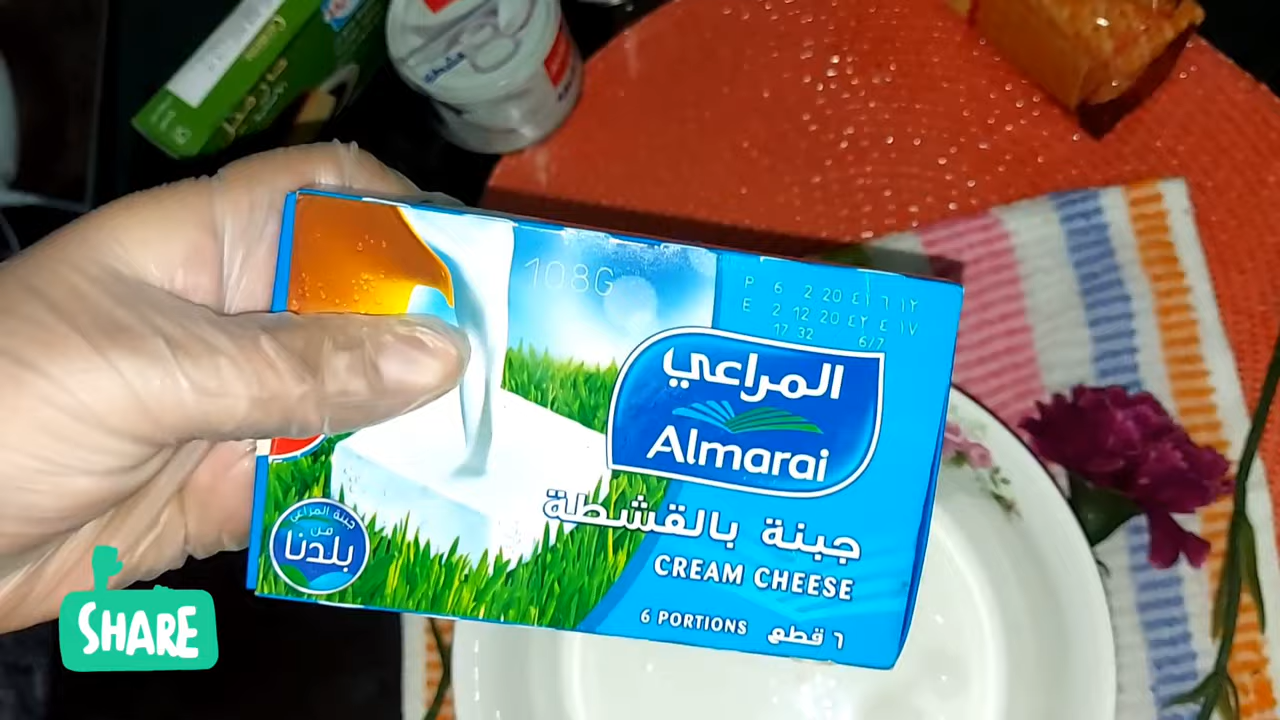 108G
P 6 2 20 ٤١ ٦ ١٢
E 2 12 20 ٤٢ ٤ ١٧
17 32 6/7
المراعي
Almarai
جبنة بالقشطة
CREAM CHEESE
6 PORTIONS ٦ قطع
جبنة المراعي
من
بلدنا
SHARE